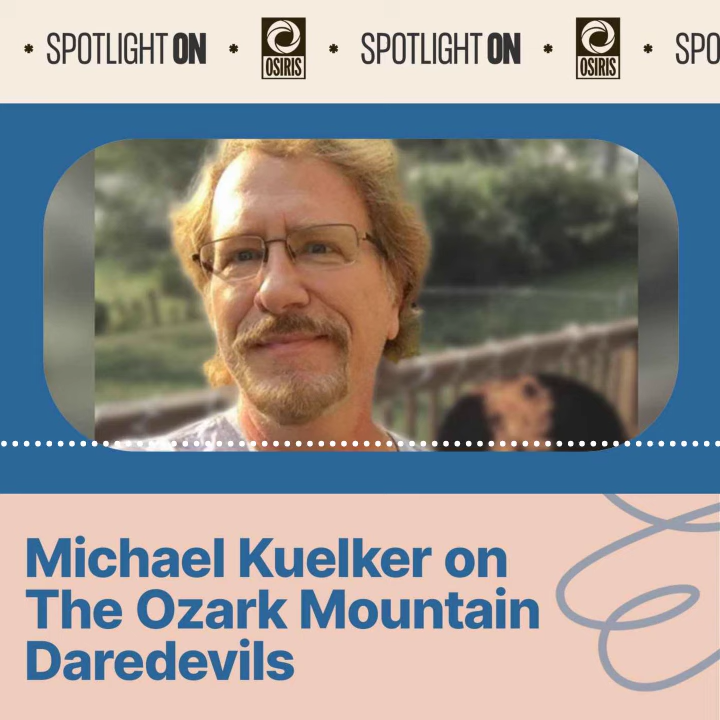 * SPOTLIGHT ON * OSIRIS * SPOTLIGHT ON * OSIRIS * SPO
Michael Kuelker on
The Ozark Mountain
Daredevils